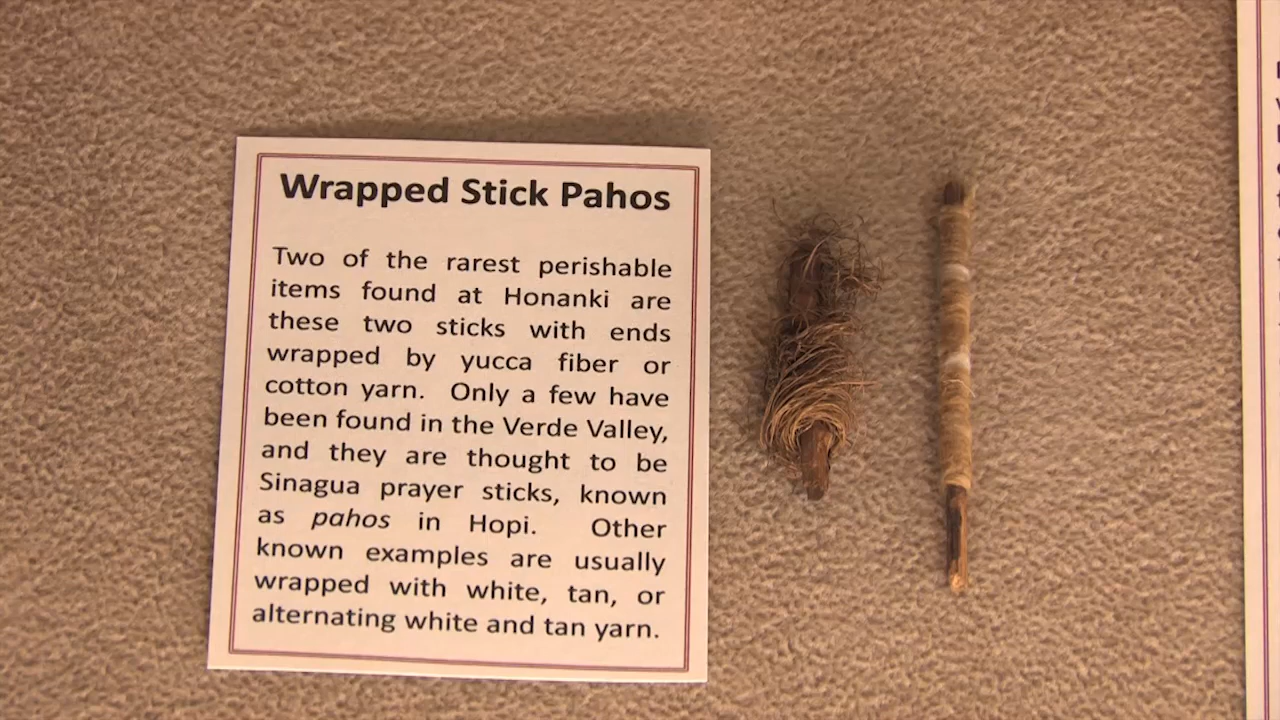 Wrapped Stick Pahos
Two of the rarest perishable
items found at Honanki are
these two sticks with ends
wrapped by yucca fiber or
cotton yarn. Only a few have
been found in the Verde Valley,
and they are thought to be
Sinagua prayer sticks, known
as pahos in Hopi. Other
known examples are usually
wrapped with white, tan, or
alternating white and tan yarn.